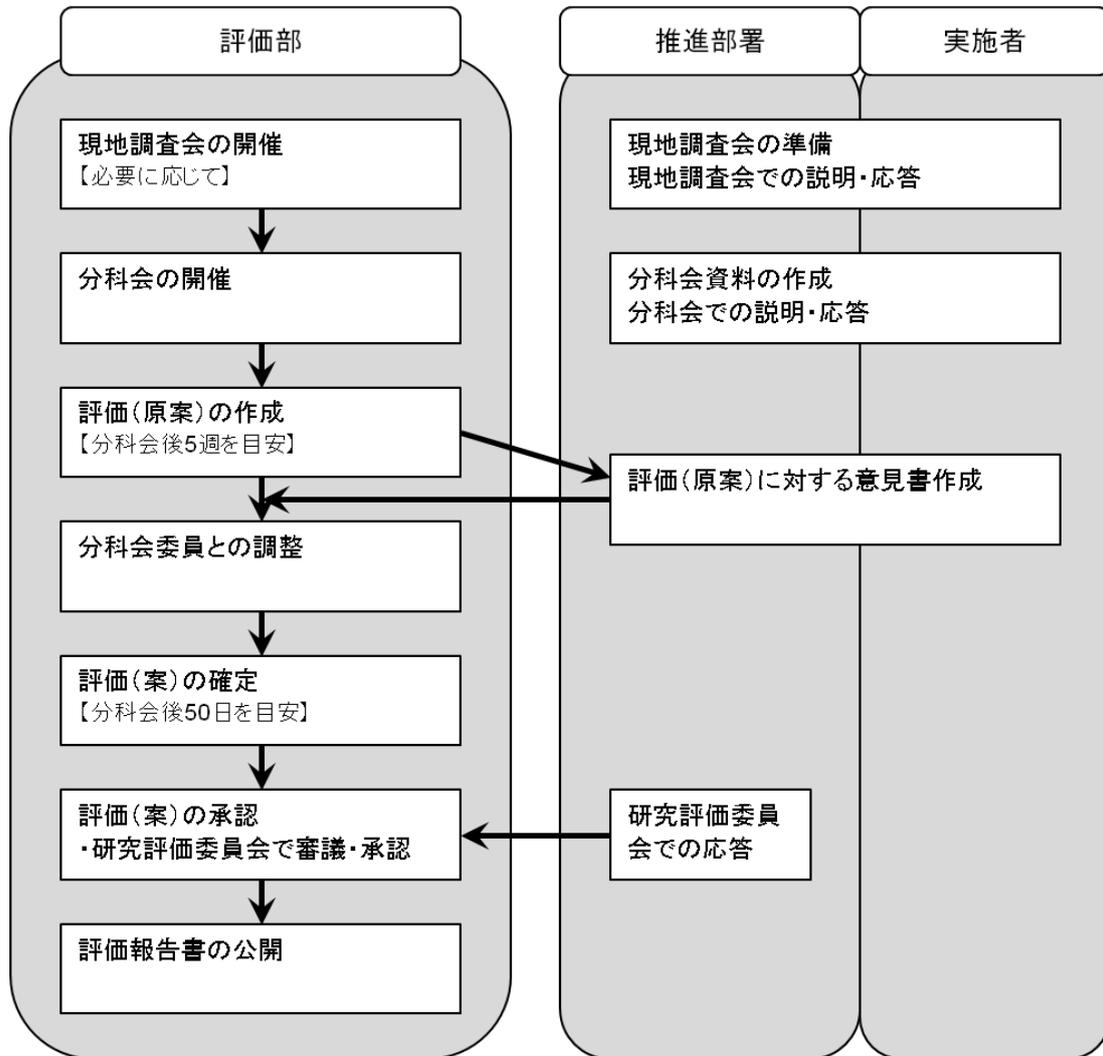 評価部
推進部署
実施者
現地調査会の開催
【必要に応じて】
現地調査会の準備
現地調査会での説明・応答
分科会の開催
分科会資料の作成
分科会での説明・応答
評価(原案)の作成
【分科会後5週を目安】
評価(原案)に対する意見書作成
分科会委員との調整
評価(案)の確定
【分科会後50日を目安】
評価(案)の承認
・研究評価委員会で審議・承認
研究評価委員
会での応答
評価報告書の公開